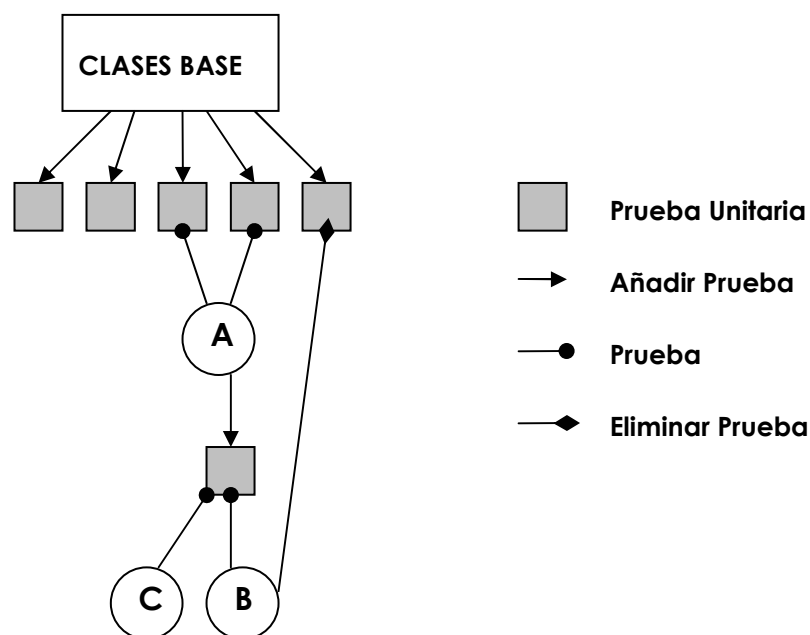 CLASES BASE
Prueba Unitaria
Añadir Prueba
A
Prueba
Eliminar Prueba
C
B